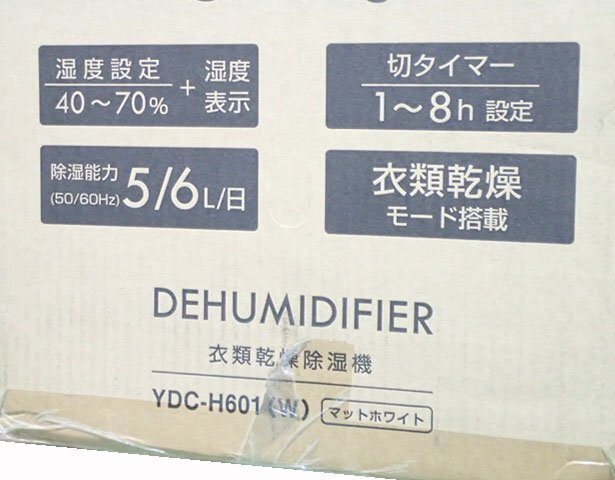 湿度設定
40～70%
+
湿度
表示
切タイマー
1～8h 設定
除湿能力
(50/60Hz)
5/6L/日
衣類乾燥
モード搭載
DEHUMIDIFIER
衣類乾燥除湿機
YDC-H601(W) マットホワイト